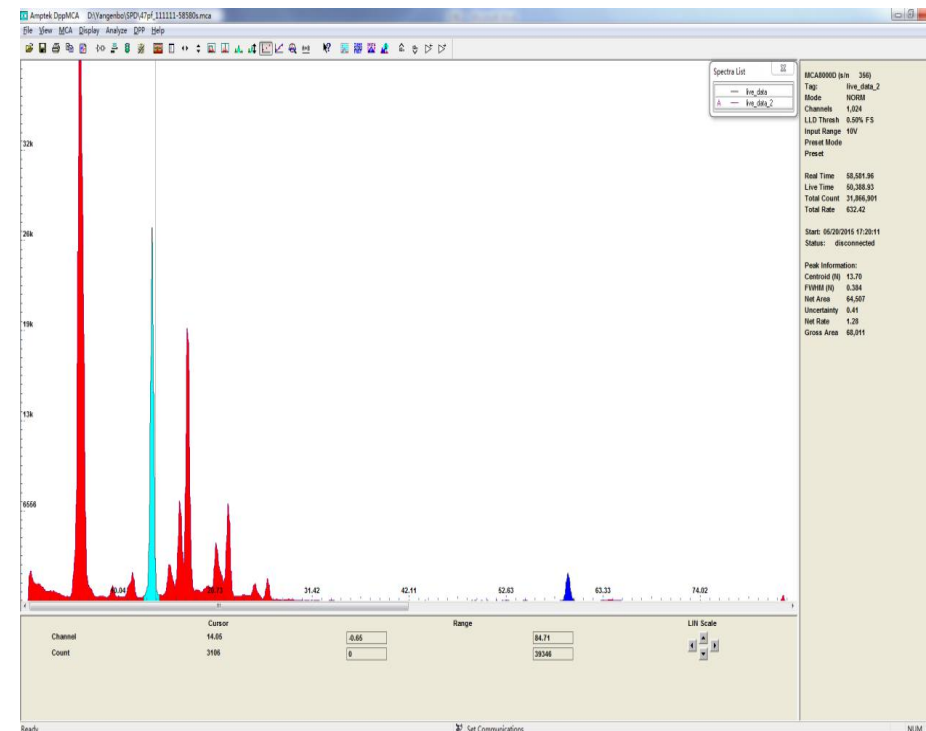 Amptek DppMCA D:\Yangenbo\SPD\47pf_111111-58580s.mca
File View MCA Display Analyze DPP Help
Spectra List
live_data
A live_data_2
MCA8000D (s/n 356)
Tag: live_data_2
Mode NORM
Channels 1,024
LLD Thresh 0.50% FS
Input Range 10V
Preset Mode
Preset
Real Time 58,581.96
Live Time 50,388.93
Total Count 31,866,901
Total Rate 632.42
Start: 05/20/2015 17:20:11
Status: disconnected
Peak Information:
Centroid (N) 13.70
FWHM (N) 0.384
Net Area 64,507
Uncertainty 0.41
Net Rate 1.28
Gross Area 68,011
32k
26k
19k
13k
6566
31.42 42.11 52.63 63.33 74.02
Cursor Range LIN Scale
Channel 14.05 -0.65 84.71
Count 3106 0 39346
Ready Set Communications NUM